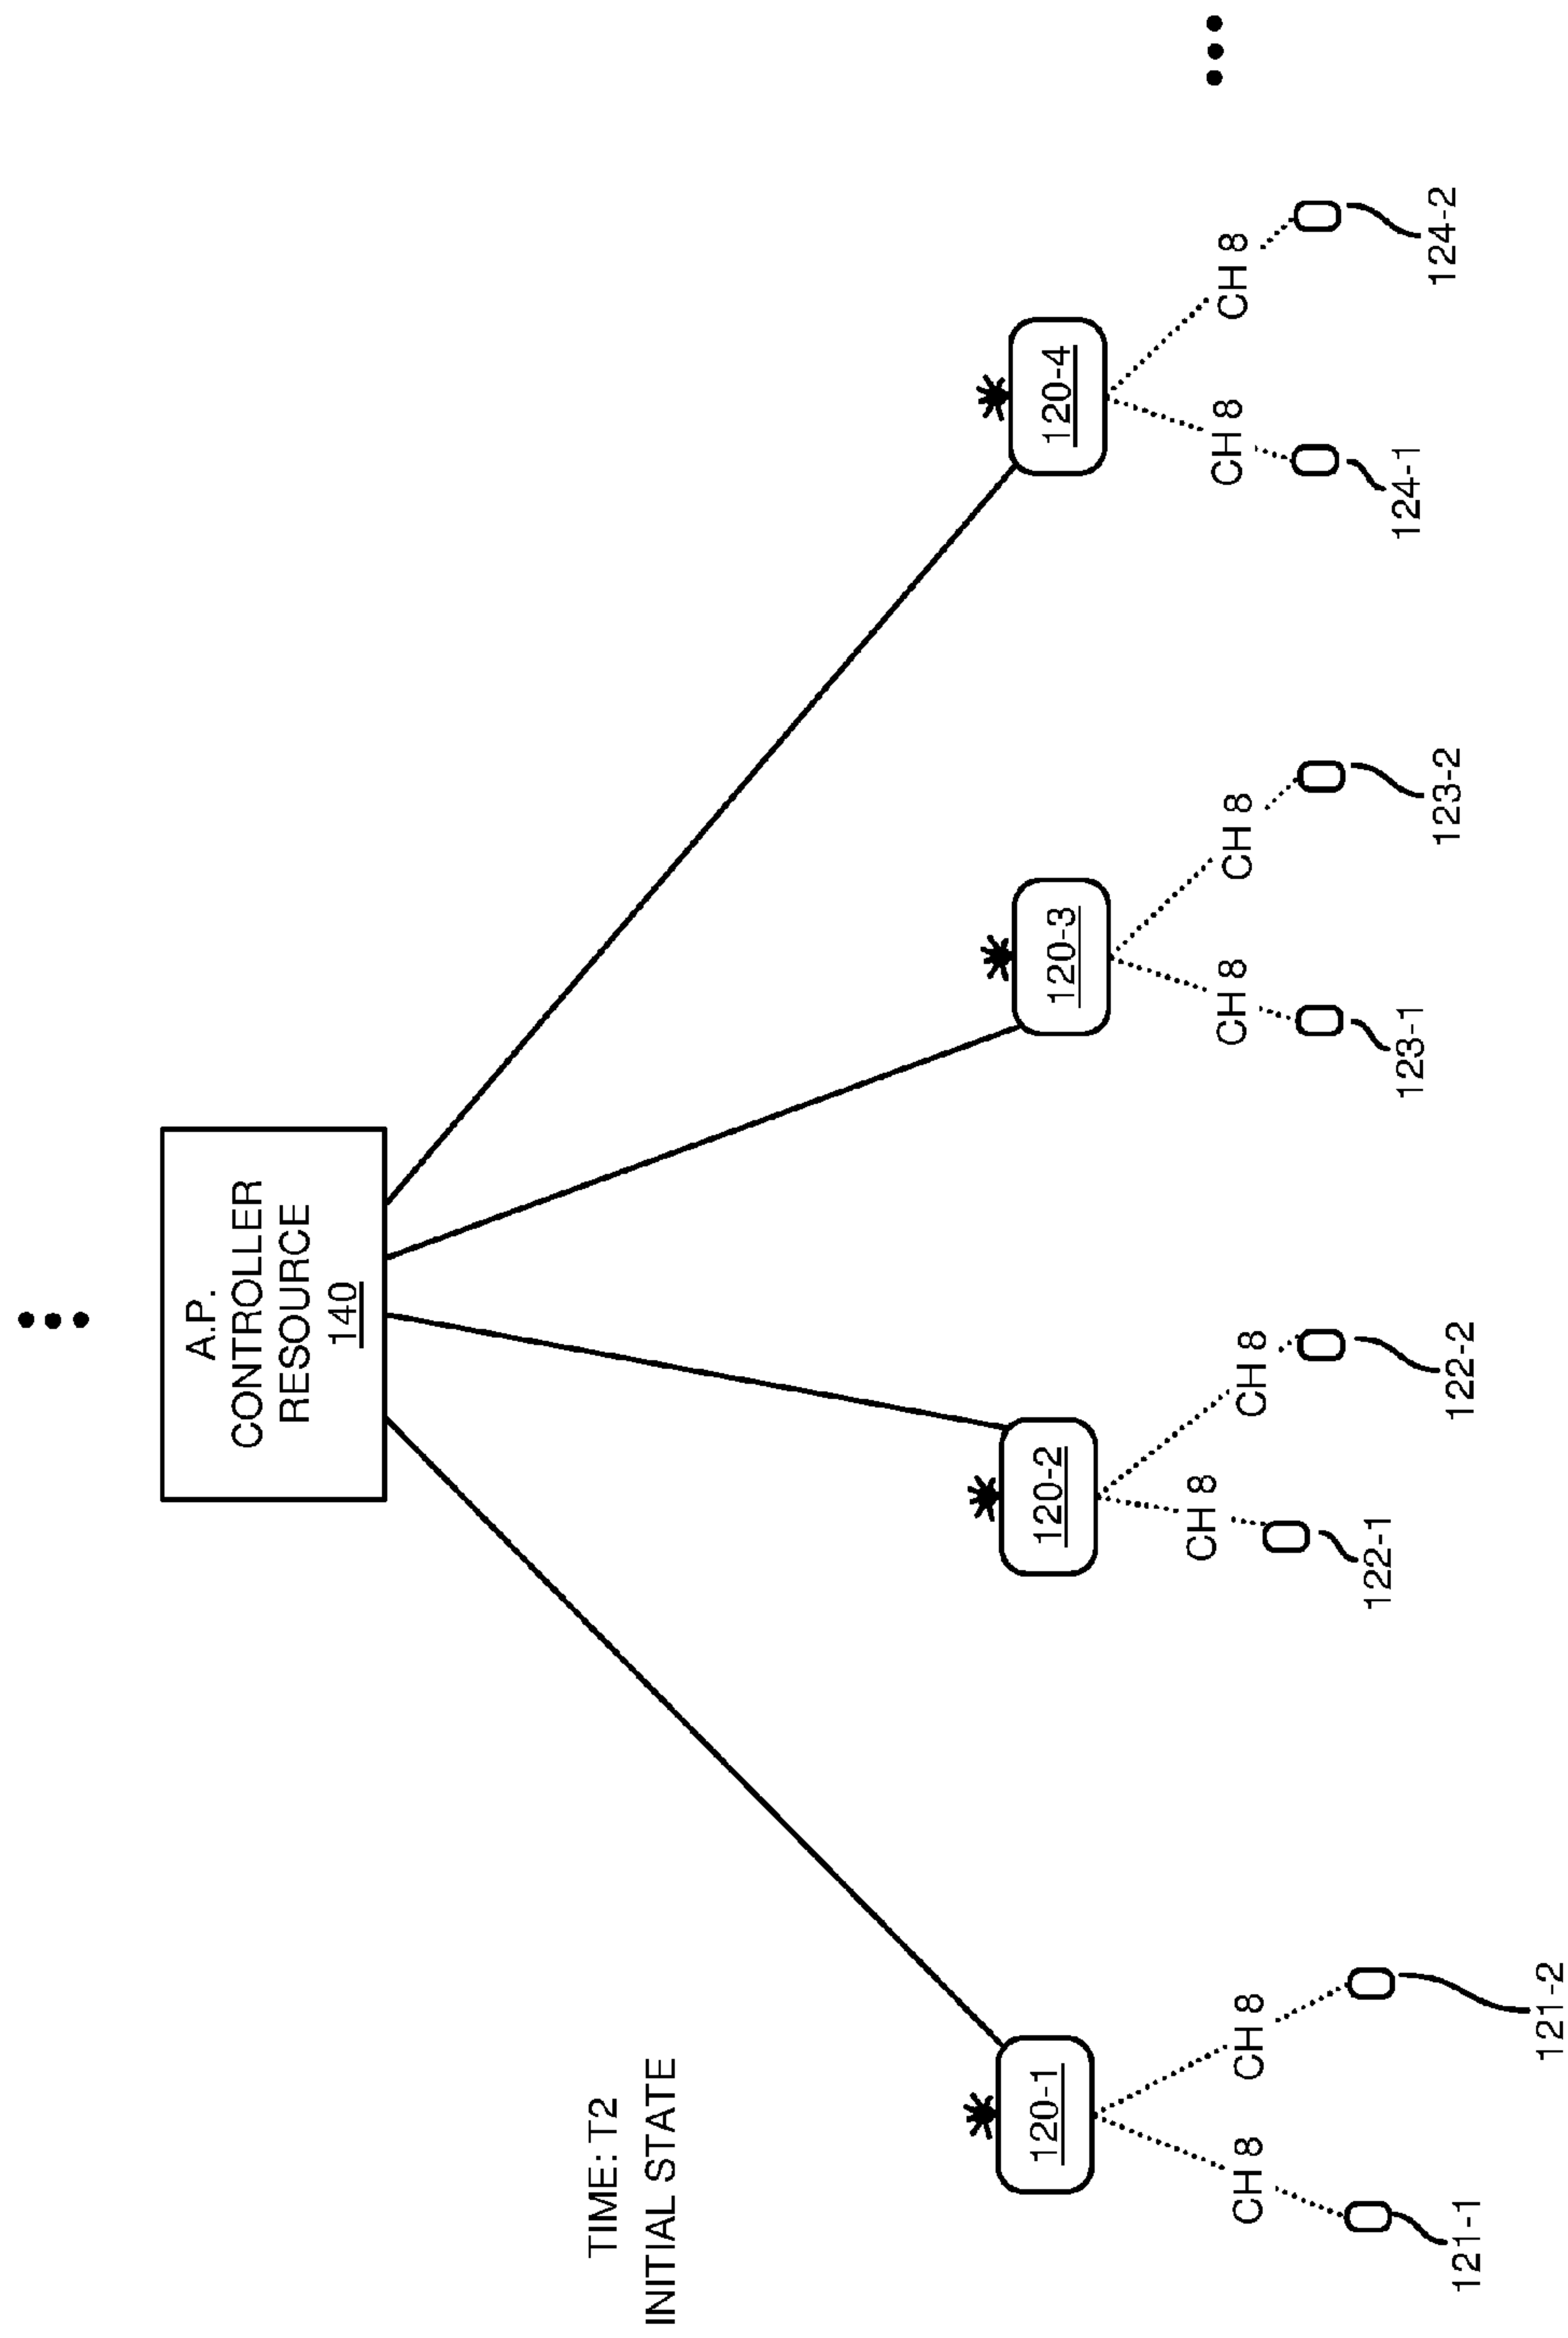 A.P.
CONTROLLER
RESOURCE
140
TIME: T2
INITIAL STATE
120-1
120-2
120-3
120-4
CH 8
CH 8
CH 8
CH 8
CH 8
CH 8
CH 8
CH 8
121-1
121-2
122-1
122-2
123-1
123-2
124-1
124-2